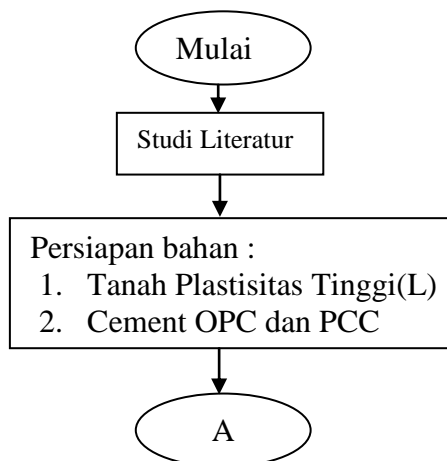 Mulai
Studi Literatur
Persiapan bahan :
1. Tanah Plastisitas Tinggi(L)
2. Cement OPC dan PCC
A